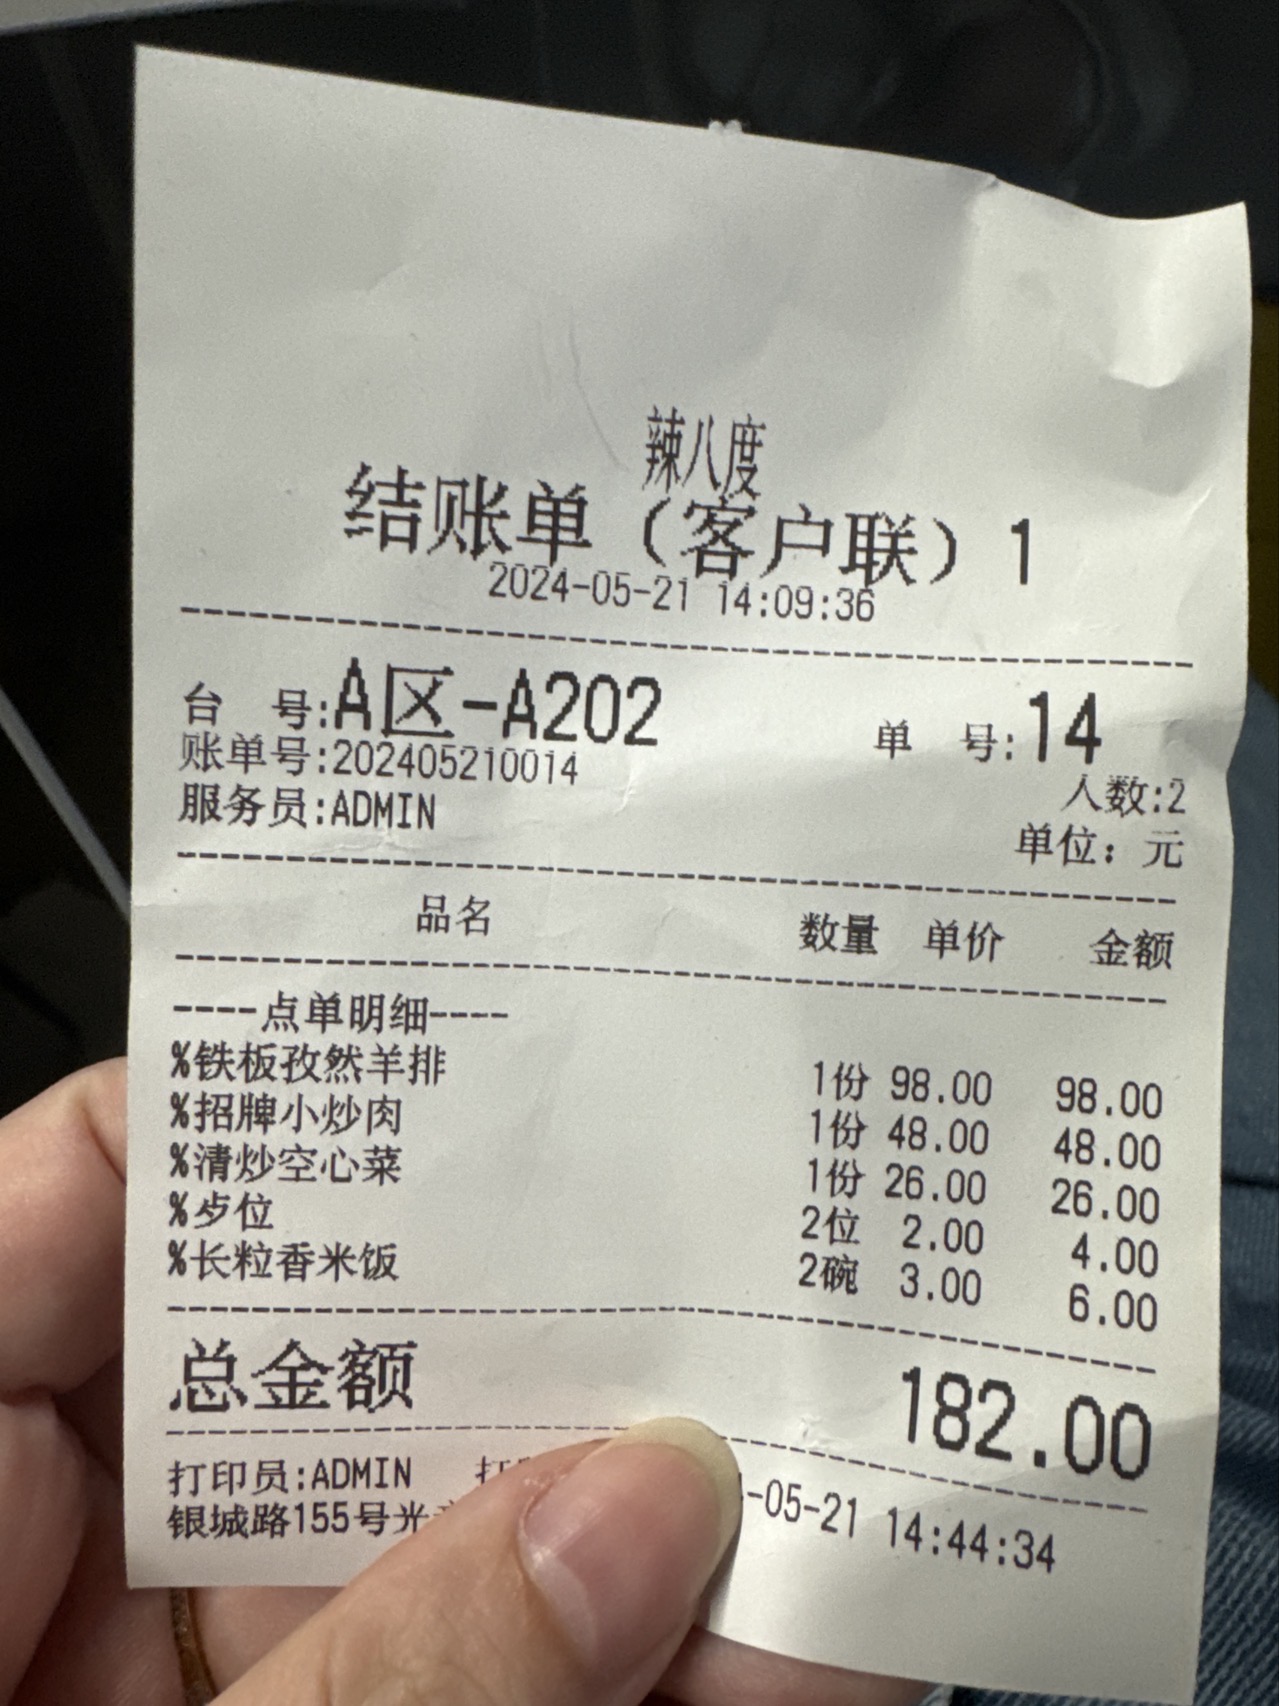 辣八度
结账单（客户联）1
2024-05-21 14:09:36
台 号:A区-A202 单 号:14
账单号:202405210014 人数:2
服务员:ADMIN 单位：元
品名 数量 单价 金额
----点单明细----
%铁板孜然羊排 1份 98.00 98.00
%招牌小炒肉 1份 48.00 48.00
%清炒空心菜 1份 26.00 26.00
%歺位 2位 2.00 4.00
%长粒香米饭 2碗 3.00 6.00
总金额 182.00
打印员:ADMIN -05-21 14:44:34
银城路155号光